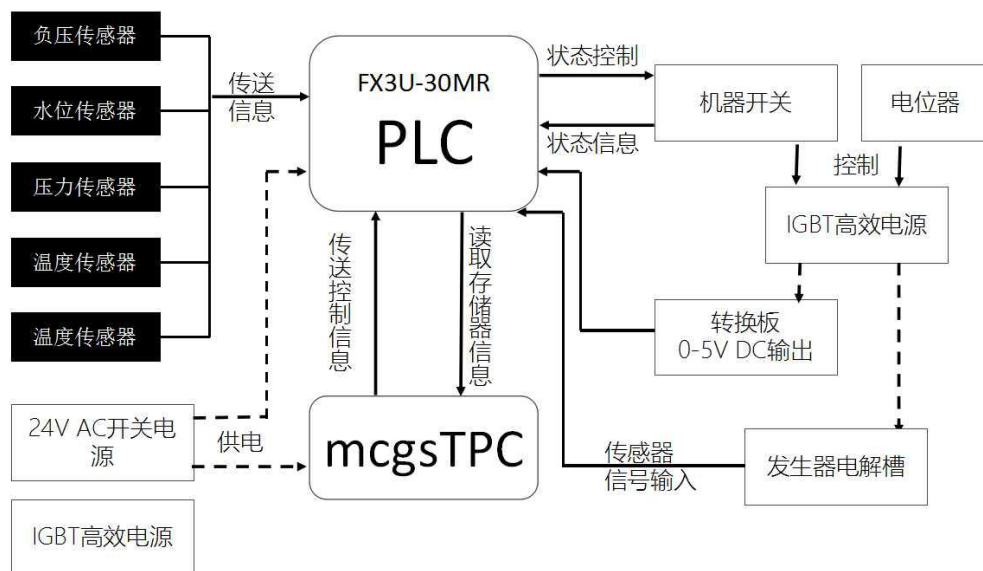 负压传感器
水位传感器
压力传感器
温度传感器
温度传感器
传送
信息
FX3U-30MR
PLC
状态控制
状态信息
机器开关
电位器
控制
IGBT高效电源
传送控制信息
读取存储器信息
转换板
0-5V DC输出
24V AC开关电
源
供电
mcgsTPC
传感器
信号输入
发生器电解槽
IGBT高效电源